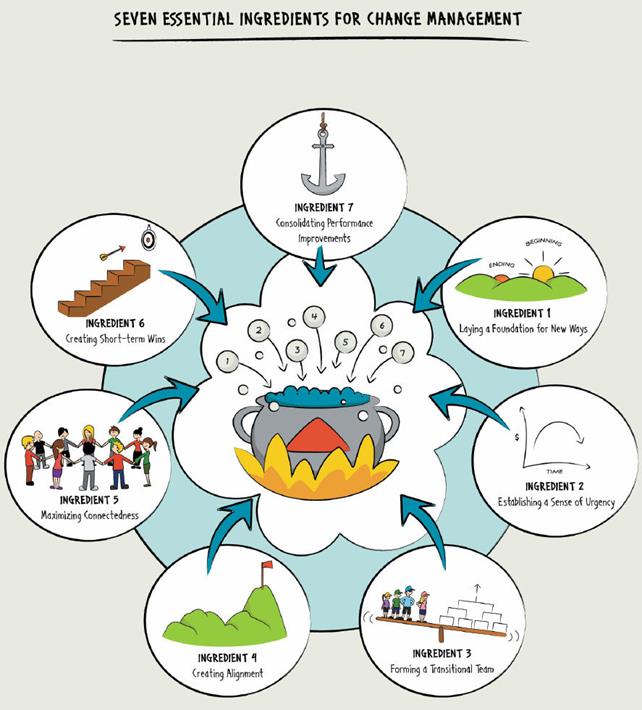 SEVEN ESSENTIAL INGREDIENTS FOR CHANGE MANAGEMENT
INGREDIENT 7
Consolidating Performance
Improvements
BEGINNING
ENDING
INGREDIENT 1
Laying a Foundation for New Ways
INGREDIENT 6
Creating Short-term Wins
1
2
3
4
5
6
7
$
TIME
INGREDIENT 2
Establishing a Sense of Urgency
INGREDIENT 5
Maximizing Connectedness
INGREDIENT 4
Creating Alignment
INGREDIENT 3
Forming a Transitional Team